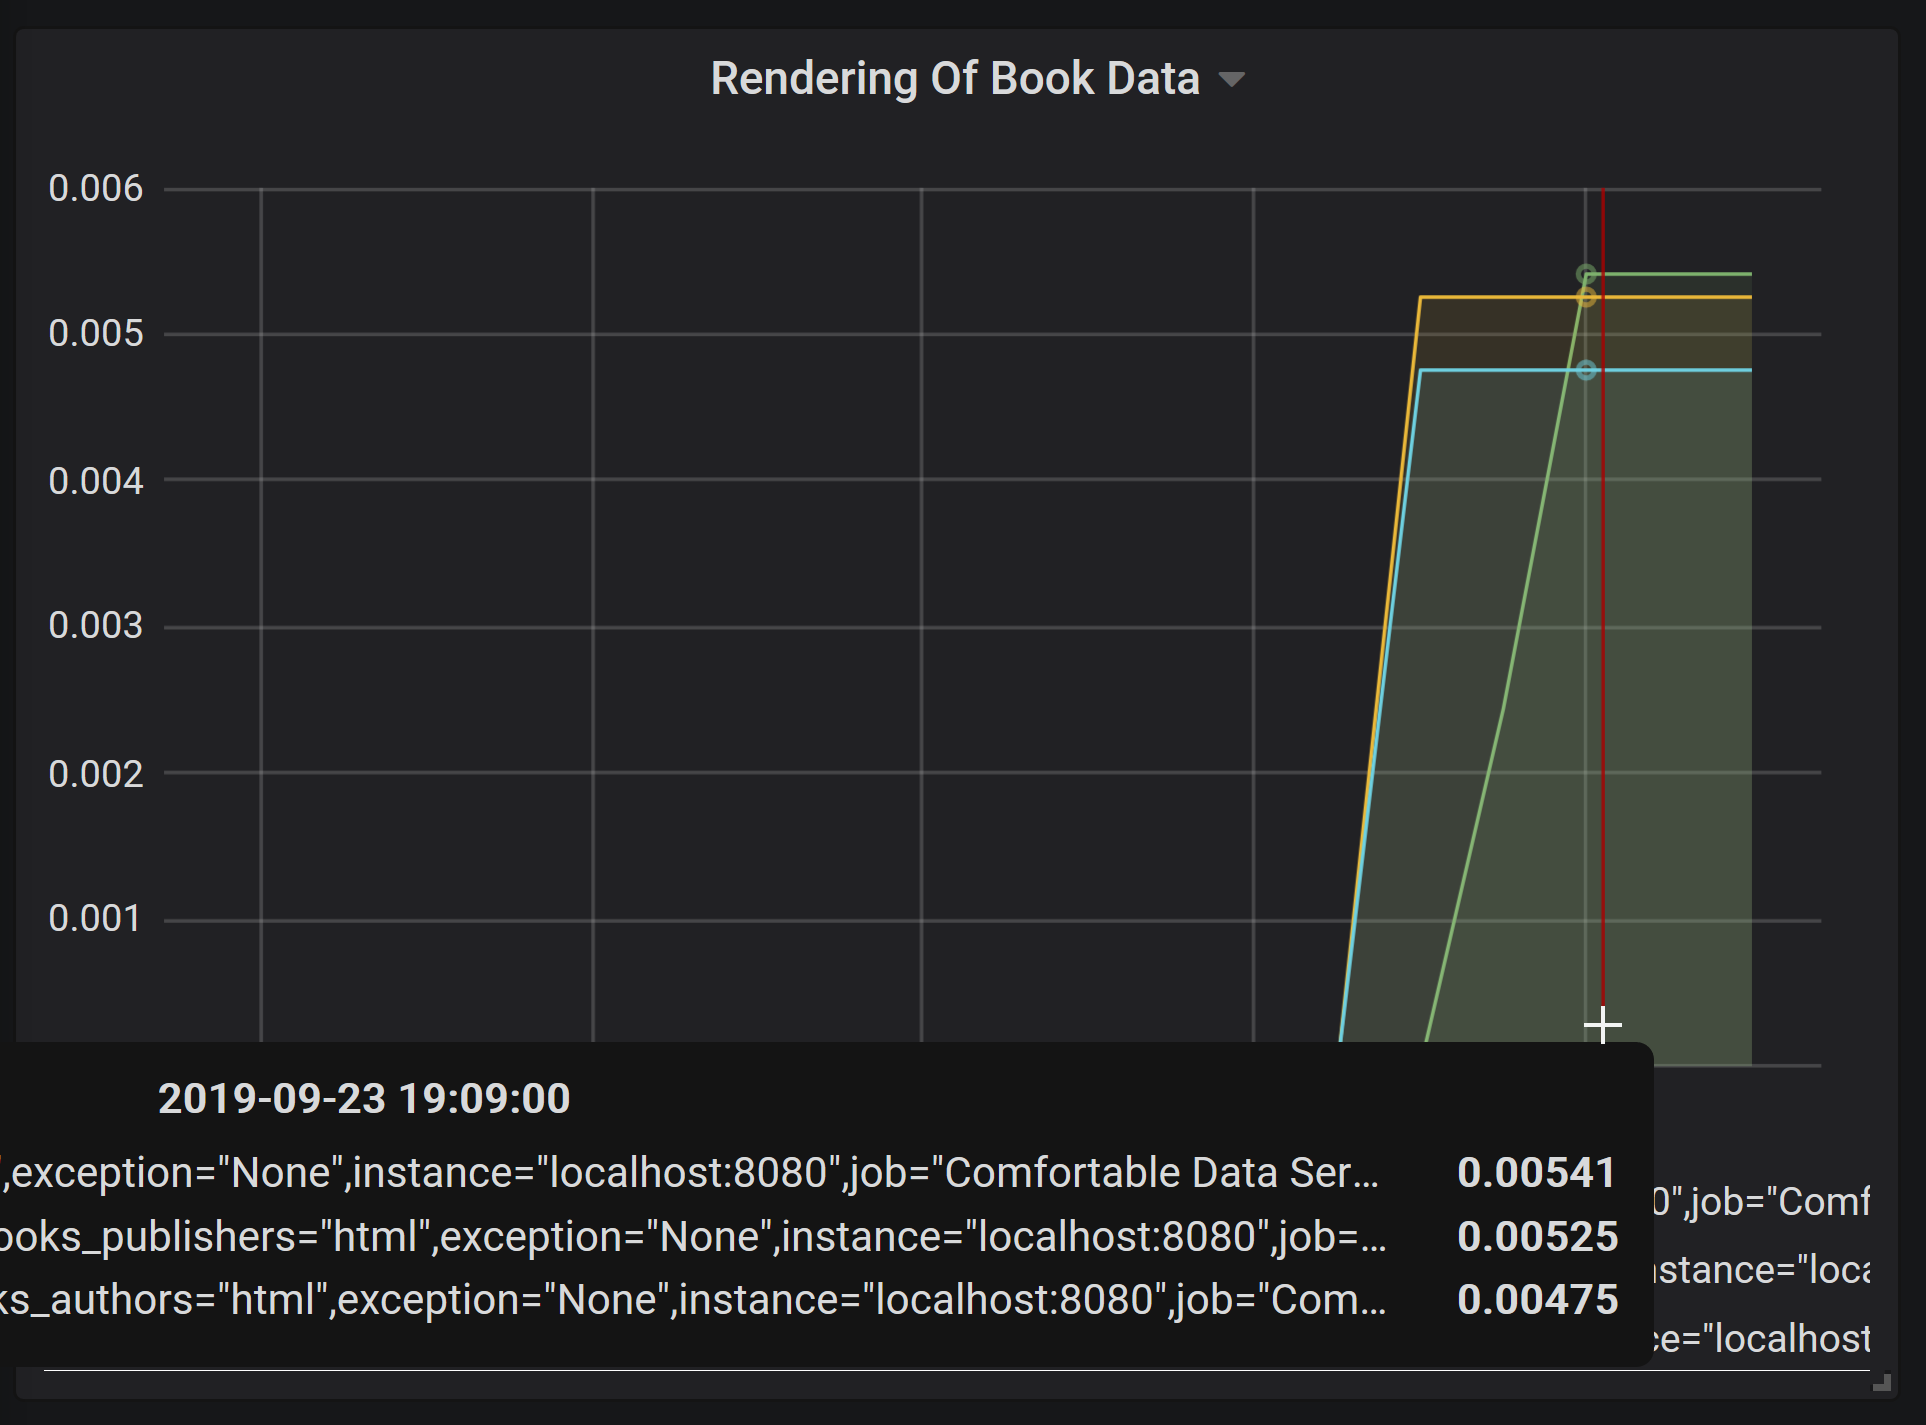 Rendering Of Book Data
0.006
0.005
0.004
0.003
0.002
0.001
2019-09-23 19:09:00
",exception="None",instance="localhost:8080",job="Comfortable Data Ser... 0.00541
ooks_publishers="html",exception="None",instance="localhost:8080",job=... 0.00525
ks_authors="html",exception="None",instance="localhost:8080",job="Com... 0.00475
0",job="Comf
nstance="loca
ce="localhost